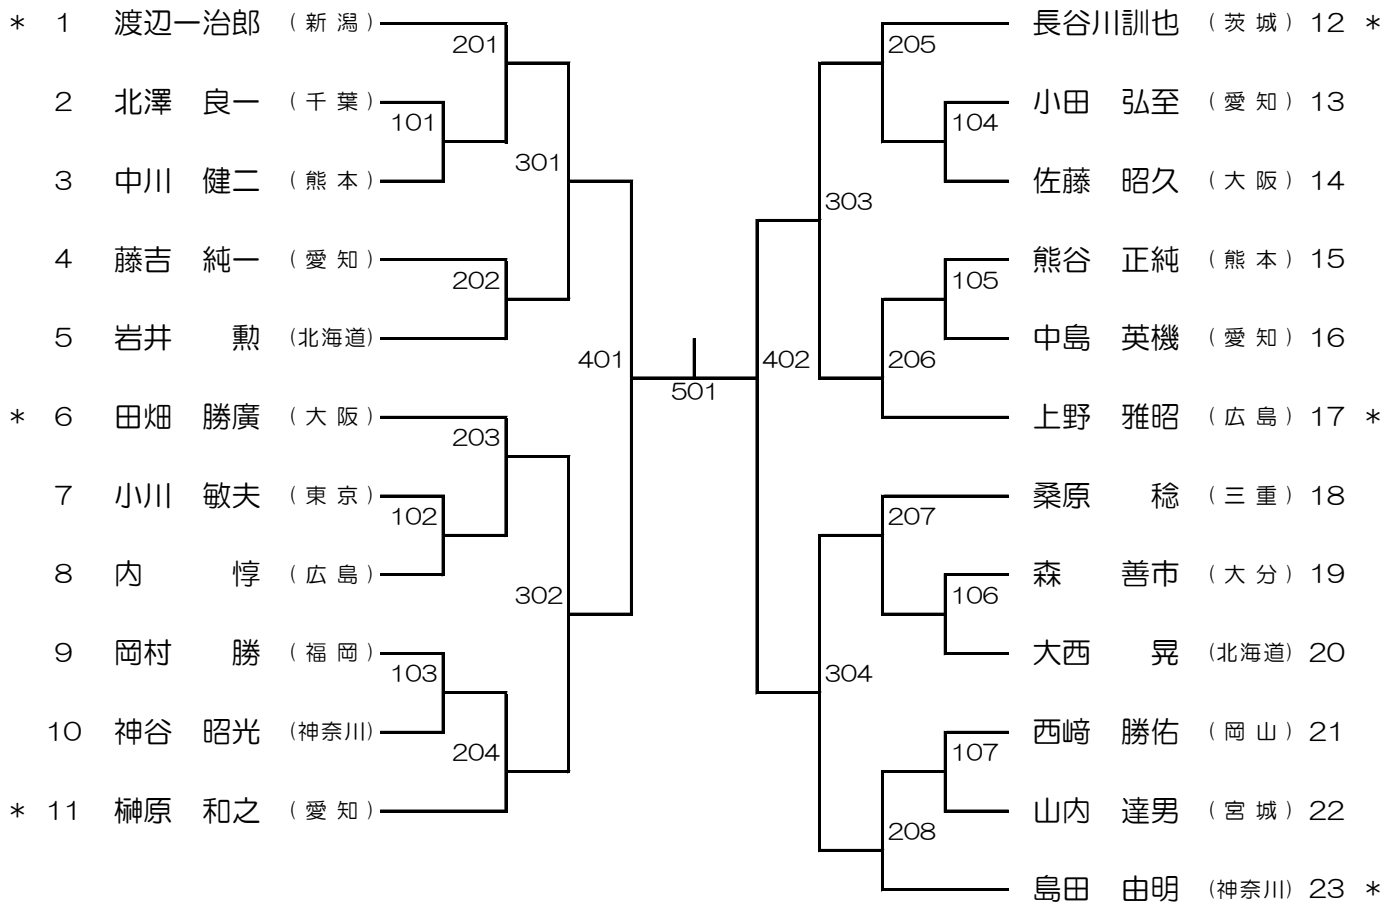 * 1 渡辺一治郎 (新潟)
201
2 北澤 良一 (千葉)
101
301
3 中川 健二 (熊本)
4 藤吉 純一 (愛知)
202
5 岩井 勲 (北海道)
401
* 6 田畑 勝廣 (大阪)
203
7 小川 敏夫 (東京)
102
8 内 惇 (広島)
302
9 岡村 勝 (福岡)
103
10 神谷 昭光 (神奈川)
204
* 11 榊原 和之 (愛知)
501
長谷川訓也 (茨城) 12 *
205
小田 弘至 (愛知) 13
104
佐藤 昭久 (大阪) 14
303
熊谷 正純 (熊本) 15
105
中島 英機 (愛知) 16
402
206
上野 雅昭 (広島) 17 *
桑原 稔 (三重) 18
207
森 善市 (大分) 19
106
大西 晃 (北海道) 20
304
西﨑 勝佑 (岡山) 21
107
山内 達男 (宮城) 22
208
島田 由明 (神奈川) 23 *